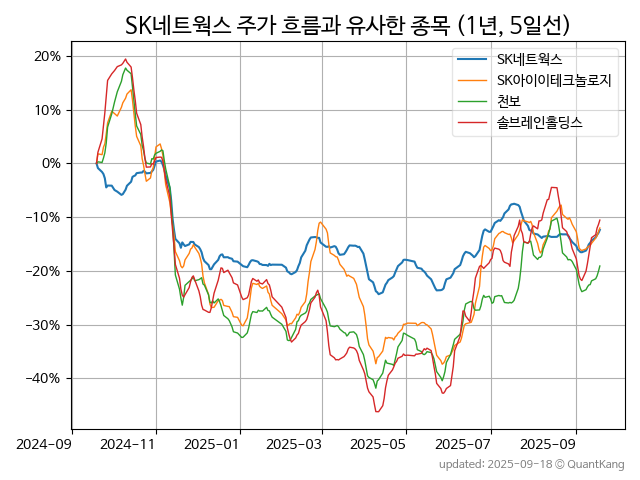 SK네트웍스 주가 흐름과 유사한 종목 (1년, 5일선)
SK네트웍스
SK아이이테크놀로지
천보
솔브레인홀딩스
20%
10%
0%
−10%
−20%
−30%
−40%
2024-09
2024-11
2025-01
2025-03
2025-05
2025-07
2025-09
updated: 2025-09-18 © QuantKang